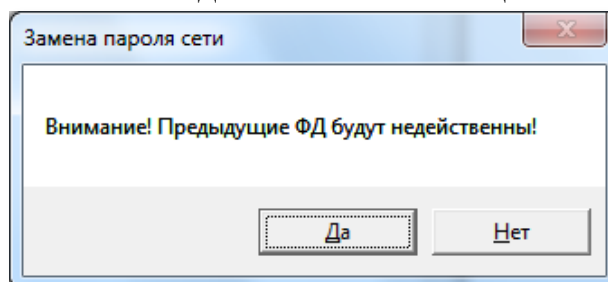 Замена пароля сети
Внимание! Предыдущие ФД будут недейственны!
Да
Нет